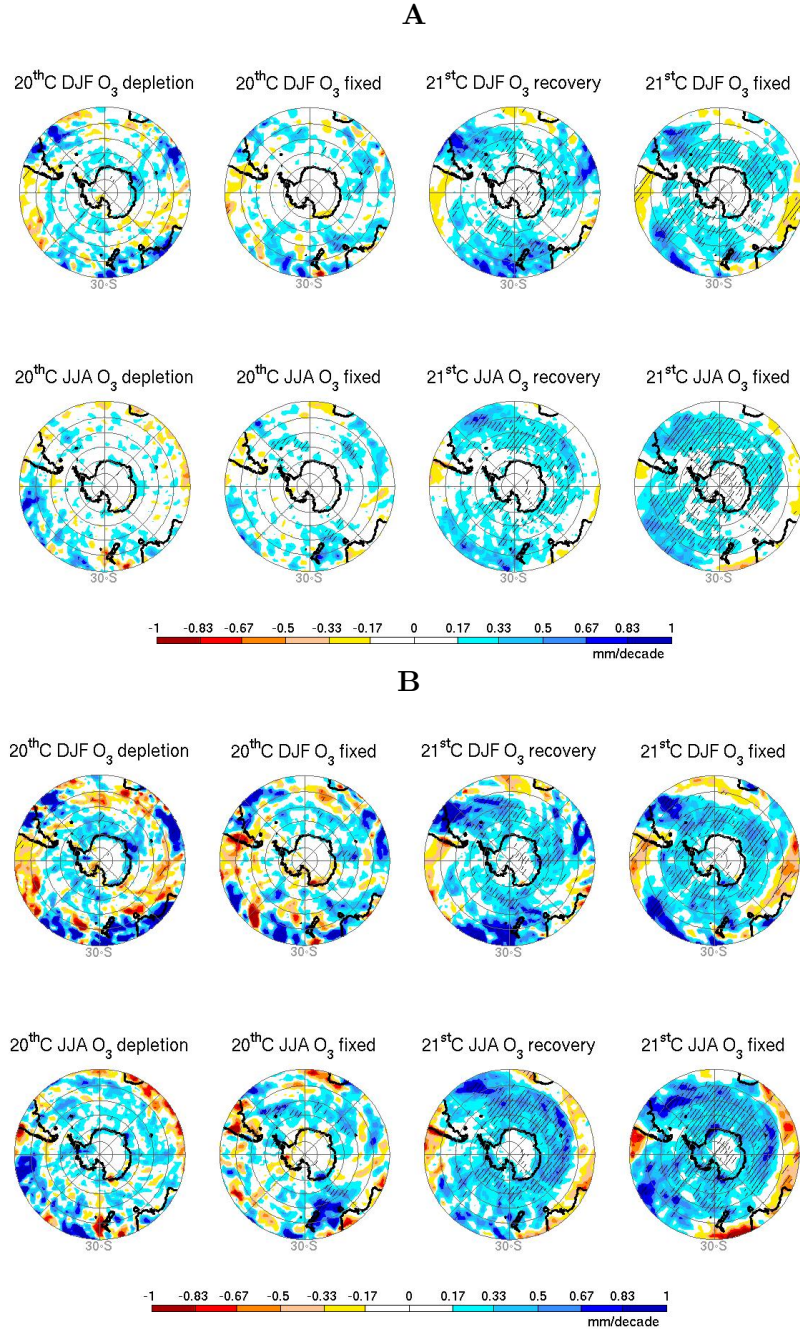 A
20thC DJF O3 depletion 20thC DJF O3 fixed 21stC DJF O3 recovery 21stC DJF O3 fixed
30°S 30°S 30°S 30°S
20thC JJA O3 depletion 20thC JJA O3 fixed 21stC JJA O3 recovery 21stC JJA O3 fixed
30°S 30°S 30°S 30°S
-1 -0.83 -0.67 -0.5 -0.33 -0.17 0 0.17 0.33 0.5 0.67 0.83 1
mm/decade
B
20thC DJF O3 depletion 20thC DJF O3 fixed 21stC DJF O3 recovery 21stC DJF O3 fixed
30°S 30°S 30°S 30°S
20thC JJA O3 depletion 20thC JJA O3 fixed 21stC JJA O3 recovery 21stC JJA O3 fixed
30°S 30°S 30°S 30°S
-1 -0.83 -0.67 -0.5 -0.33 -0.17 0 0.17 0.33 0.5 0.67 0.83 1
mm/decade